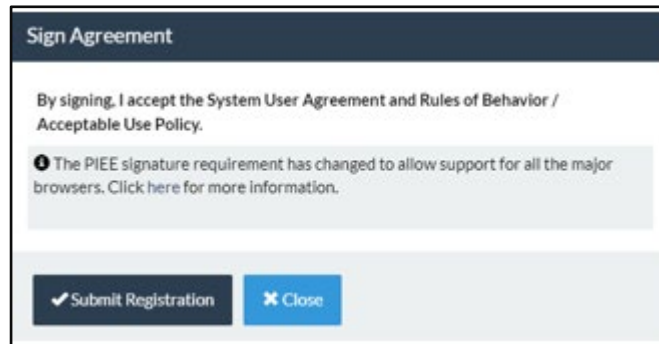 Sign Agreement
By signing, I accept the System User Agreement and Rules of Behavior /
Acceptable Use Policy.
The PIEE signature requirement has changed to allow support for all the major
browsers. Click here for more information.
Submit Registration
Close